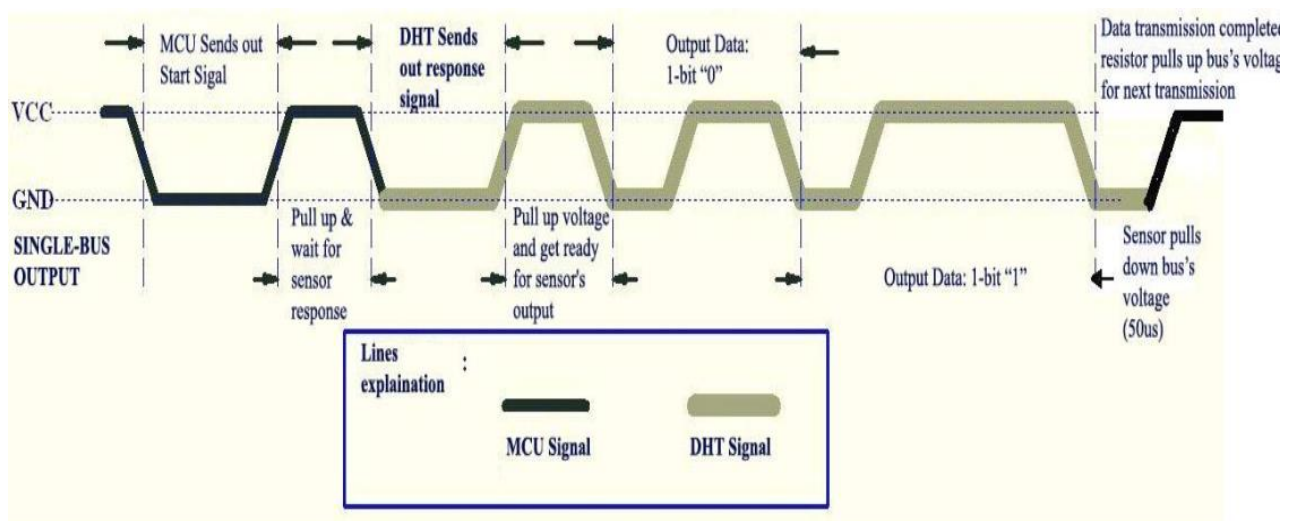 MCU Sends out
Start Sigal
DHT Sends
out response
signal
Output Data:
1-bit “0”
Data transmission complete
resistor pulls up bus’s voltag
for next transmission
VCC
GND
SINGLE-BUS
OUTPUT
Pull up &
wait for
sensor
response
Pull up voltage
and get ready
for sensor's
output
Output Data: 1-bit “1”
Sensor pulls
down bus’s
voltage
(50us)
Lines
explaination :
MCU Signal
DHT Signal